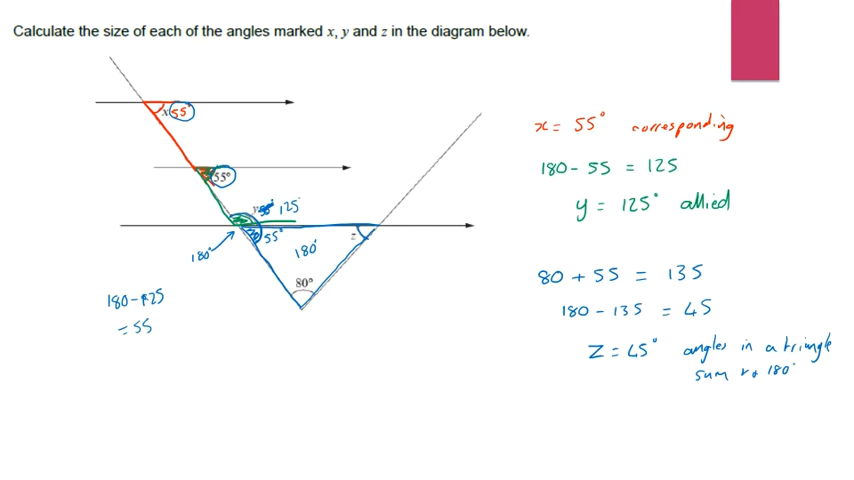 Calculate the size of each of the angles marked x, y and z in the diagram below.
x 55°
x = 55° corresponding
55°
180 - 55 = 125
y = 125° allied
y 125°
55°
z
180°
180°
80°
80 + 55 = 135
180 - 135 = 45
180 - 125
= 55
z = 45° angles in a triangle
sum to 180°